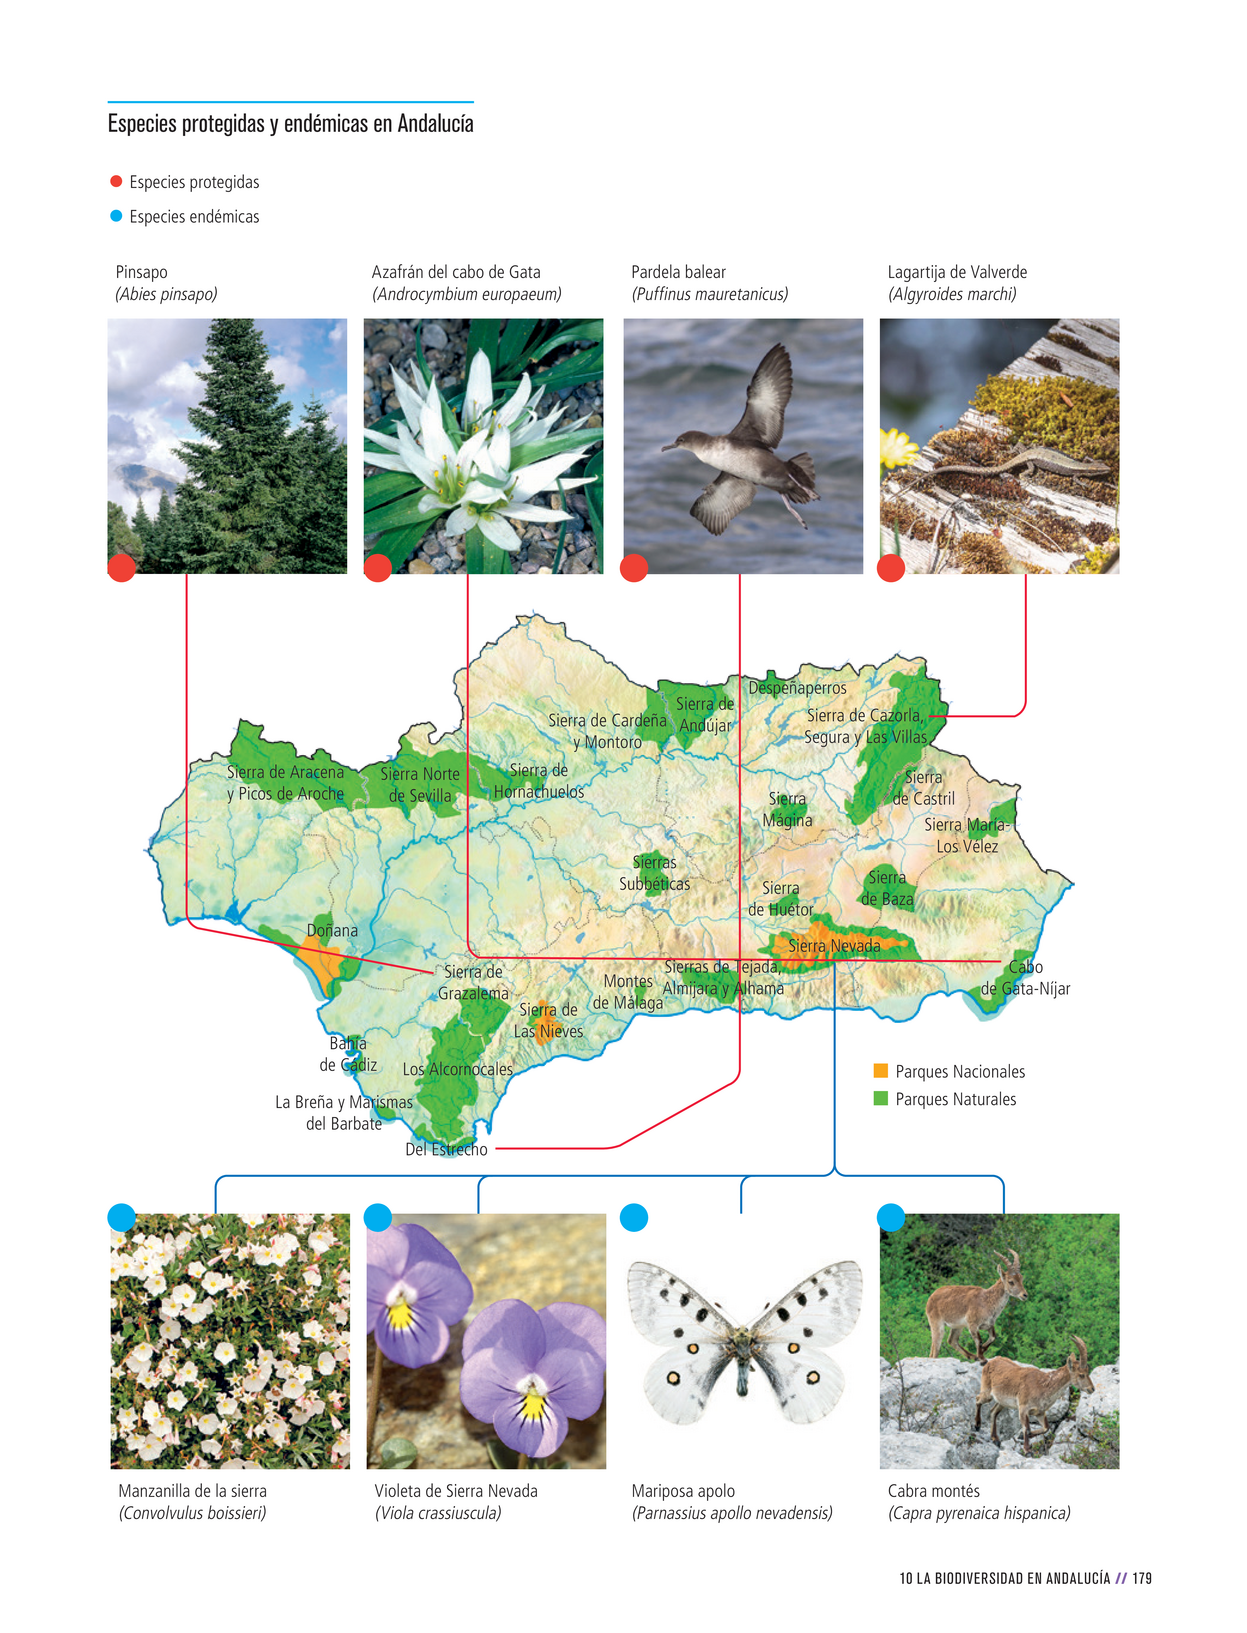 Especies protegidas y endémicas en Andalucía
Especies protegidas
Especies endémicas
Pinsapo
(Abies pinsapo)
Azafrán del cabo de Gata
(Androcymbium europaeum)
Pardela balear
(Puffinus mauretanicus)
Lagartija de Valverde
(Algyroides marchi)
Despeñaperros
Sierra de
Andújar
Sierra de Cardeña
y Montoro
Sierra de Cazorla,
Segura y Las Villas
Sierra de Aracena
y Picos de Aroche
Sierra Norte
de Sevilla
Sierra de
Hornachuelos
Sierra
de Castril
Sierra
Mágina
Sierra María-
Los Vélez
Sierras
Subbéticas
Sierra
de Huétor
Sierra
de Baza
Doñana
Sierra Nevada
Sierra de
Grazalema
Montes
de Málaga
Sierras de Tejada,
Almijara y Alhama
Cabo
de Gata-Níjar
Sierra de
Las Nieves
Bahía
de Cádiz
Los Alcornocales
La Breña y Marismas
del Barbate
Del Estrecho
Parques Nacionales
Parques Naturales
Manzanilla de la sierra
(Convolvulus boissieri)
Violeta de Sierra Nevada
(Viola crassiuscula)
Mariposa apolo
(Parnassius apollo nevadensis)
Cabra montés
(Capra pyrenaica hispanica)
10 LA BIODIVERSIDAD EN ANDALUCÍA // 179